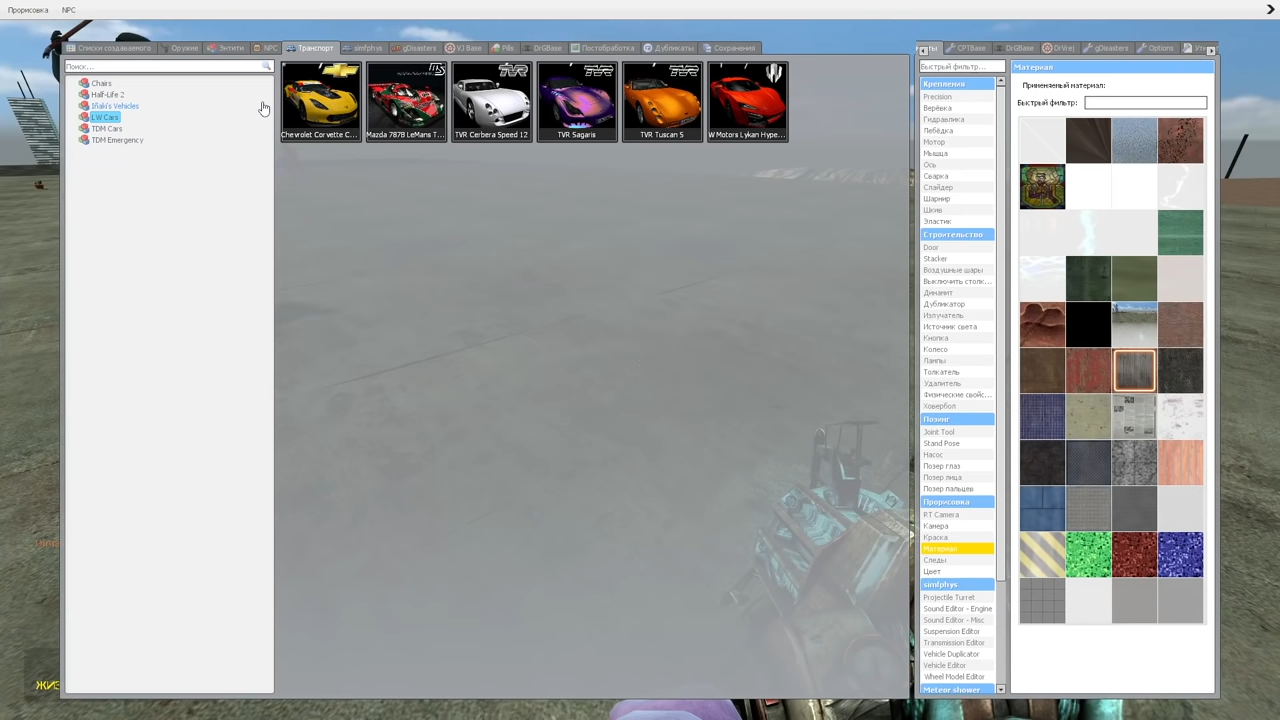 Прорисовка
NPC
Списки создаваемого
Оружие
Энтити
NPC
Транспорт
simfphys
gDisasters
VJ Base
Pills
DrGBase
Постобработка
Дубликаты
Сохранения
CPTBase
DrGBase
DrVrej
gDisasters
Options
Поиск...
Chairs
Half-Life 2
Iñaki's Vehicles
LW Cars
TDM Cars
TDM Emergency
Chevrolet Corvette C...
Mazda 787B LeMans T...
TVR Cerbera Speed 12
TVR Sagaris
TVR Tuscan S
W Motors Lykan Hype...
Быстрый фильтр...
Крепления
Precision
Верёвка
Гидравлика
Лебёдка
Мотор
Мышца
Ось
Сварка
Слайдер
Шарнир
Шкив
Эластик
Строительство
Door
Stacker
Воздушные шары
Выключить столк...
Динамит
Дубликатор
Излучатель
Источник света
Кнопка
Колесо
Лампы
Толкатель
Удалитель
Физические свойс...
Ховербол
Позинг
Joint Tool
Stand Pose
Насос
Позер глаз
Позер лица
Позер пальцев
Прорисовка
RT Camera
Камера
Краска
Материал
Следы
Цвет
simfphys
Projectile Turret
Sound Editor - Engine
Sound Editor - Misc
Suspension Editor
Transmission Editor
Vehicle Duplicator
Vehicle Editor
Wheel Model Editor
Meteor shower
Материал
Применяемый материал:
Быстрый фильтр: